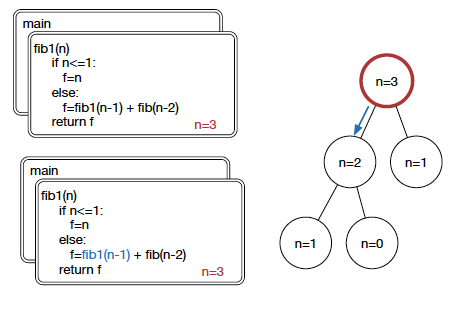 main
fib1(n)
if n<=1:
f=n
else:
f=fib1(n-1) + fib(n-2)
return f
n=3
main
fib1(n)
if n<=1:
f=n
else:
f=fib1(n-1) + fib(n-2)
return f
n=3
n=3
n=2
n=1
n=1
n=0